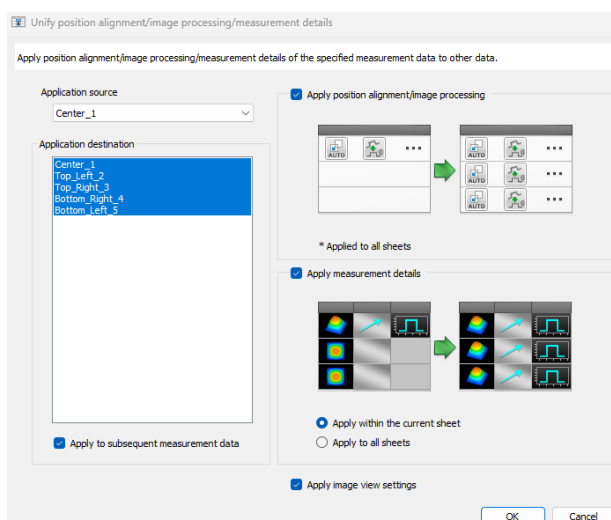 Unify position alignment/image processing/measurement details
Apply position alignment/image processing/measurement details of the specified measurement data to other data.
Application source
Center_1
Application destination
Center_1
Top_Left_2
Top_Right_3
Bottom_Right_4
Bottom_Left_5
Apply to subsequent measurement data
Apply position alignment/image processing
AUTO
AUTO
AUTO
AUTO
* Applied to all sheets
Apply measurement details
Apply within the current sheet
Apply to all sheets
Apply image view settings
OK
Cancel